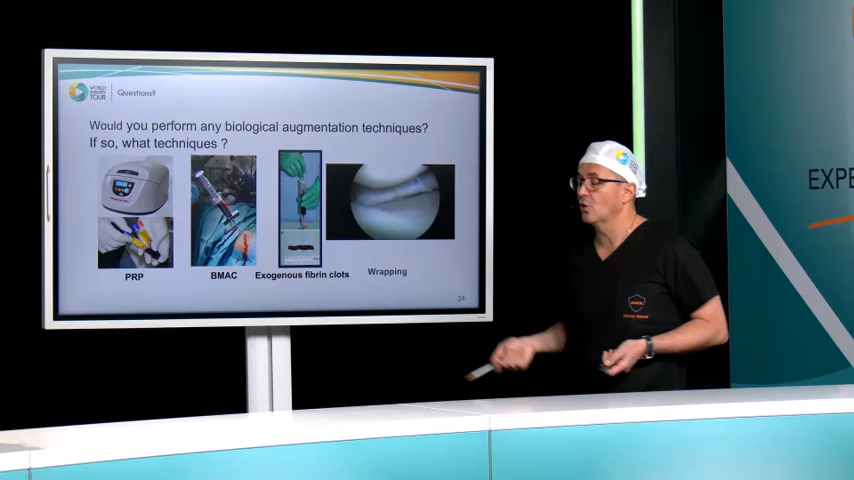 WORLD
SURGERY
TOUR
Questions?
Would you perform any biological augmentation techniques?
If so, what techniques ?
PRP
BMAC
Exogenous fibrin clots
Wrapping
24
EXPE